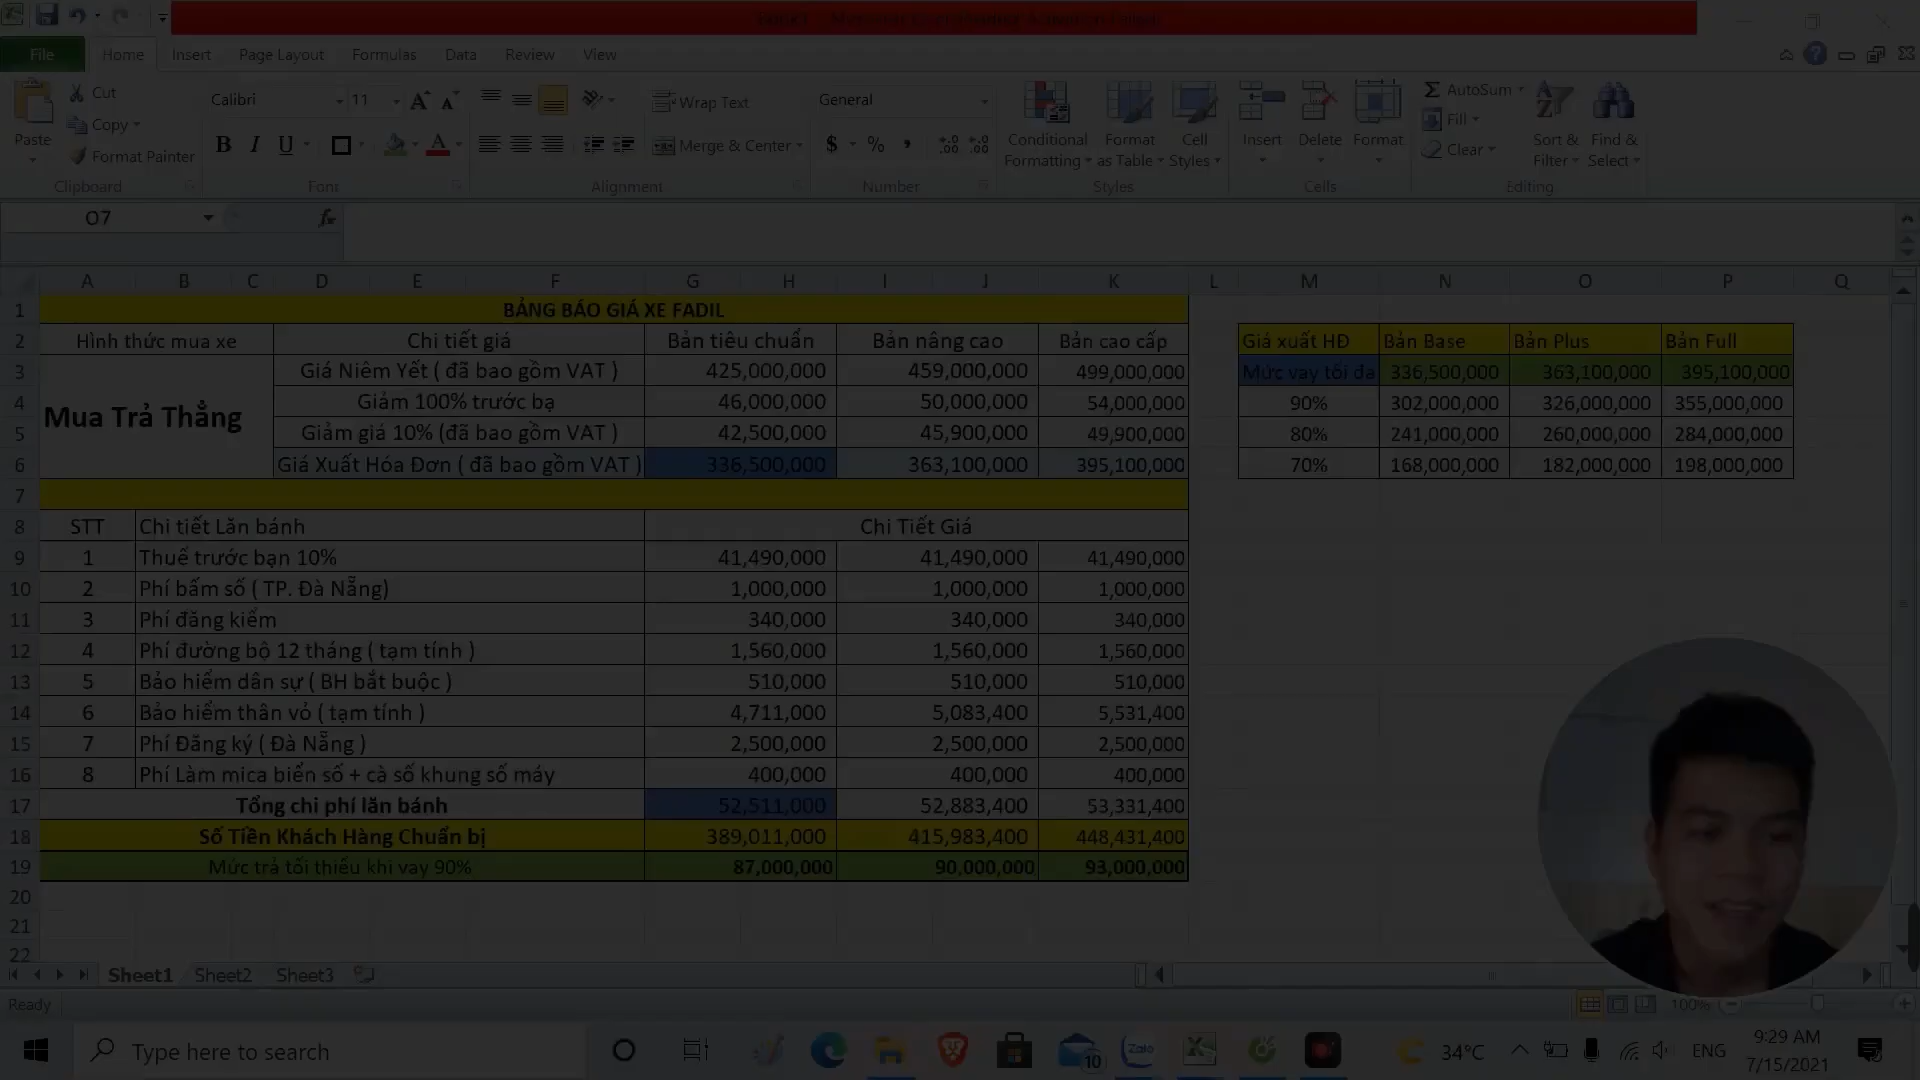 File Home Insert Page Layout Formulas Data Review View
Paste
Cut
Copy
Format Painter
Clipboard
Calibri 11
B I U
Font
Wrap Text
Merge & Center
Alignment
General
$ % ,
Number
Conditional Formatting
Format as Table
Cell Styles
Styles
Insert Delete Format
Cells
AutoSum
Fill
Clear
Sort & Filter
Find & Select
Editing
O7 fx
A B C D E F G H I J K L M N O P Q
1 BẢNG BÁO GIÁ XE FADIL
2 Hình thức mua xe Chi tiết giá Bản tiêu chuẩn Bản nâng cao Bản cao cấp Giá xuất HĐ Bản Base Bản Plus Bản Full
3 Giá Niêm Yết ( đã bao gồm VAT ) 425,000,000 459,000,000 499,000,000 Mức vay tối đa 336,500,000 363,100,000 395,100,000
4 Giảm 100% trước bạ 46,000,000 50,000,000 54,000,000 90% 302,000,000 326,000,000 355,000,000
Mua Trả Thẳng
5 Giảm giá 10% (đã bao gồm VAT ) 42,500,000 45,900,000 49,900,000 80% 241,000,000 260,000,000 284,000,000
6 Giá Xuất Hóa Đơn ( đã bao gồm VAT ) 336,500,000 363,100,000 395,100,000 70% 168,000,000 182,000,000 198,000,000
7
8 STT Chi tiết Lăn bánh Chi Tiết Giá
9 1 Thuế trước bạn 10% 41,490,000 41,490,000 41,490,000
10 2 Phí bấm số ( TP. Đà Nẵng) 1,000,000 1,000,000 1,000,000
11 3 Phí đăng kiểm 340,000 340,000 340,000
12 4 Phí đường bộ 12 tháng ( tạm tính ) 1,560,000 1,560,000 1,560,000
13 5 Bảo hiểm dân sự ( BH bắt buộc ) 510,000 510,000 510,000
14 6 Bảo hiểm thân vỏ ( tạm tính ) 4,711,000 5,083,400 5,531,400
15 7 Phí Đăng ký ( Đà Nẵng ) 2,500,000 2,500,000 2,500,000
16 8 Phí Làm mica biển số + cà số khung số máy 400,000 400,000 400,000
17 Tổng chi phí lăn bánh 52,511,000 52,883,400 53,331,400
18 Số Tiền Khách Hàng Chuẩn bị 389,011,000 415,983,400 448,431,400
19 Mức trả tối thiểu khi vay 90% 87,000,000 90,000,000 93,000,000
20
21
22
Sheet1 Sheet2 Sheet3
Ready 100%
Type here to search
10
Zalo
34°C ENG
9:29 AM
7/15/2021